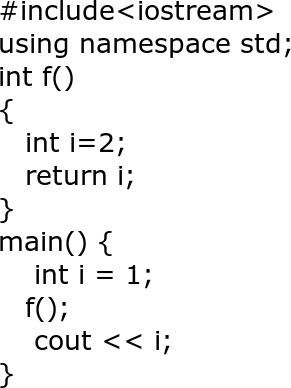 #include<iostream>
using namespace std;
int f()
{
   int i=2;
   return i;
}
main() {
    int i = 1;
   f();
    cout << i;
}